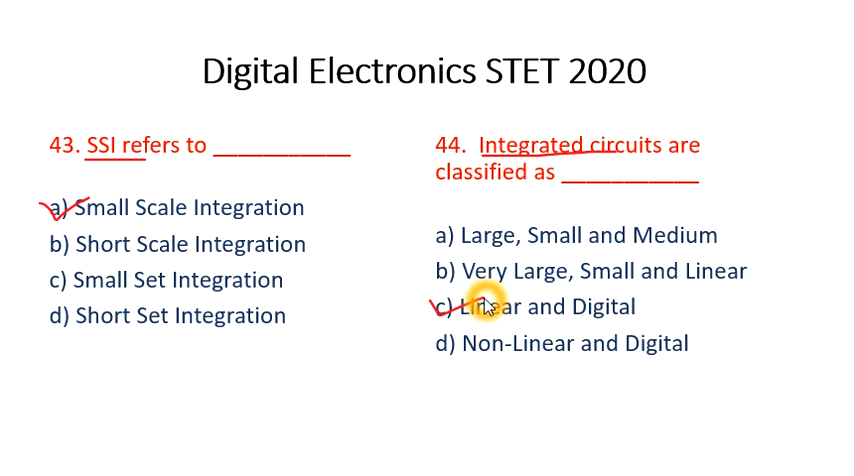 Digital Electronics STET 2020
43. SSI refers to ___________
a) Small Scale Integration
b) Short Scale Integration
c) Small Set Integration
d) Short Set Integration
44. Integrated circuits are
classified as ___________
a) Large, Small and Medium
b) Very Large, Small and Linear
c) Linear and Digital
d) Non-Linear and Digital